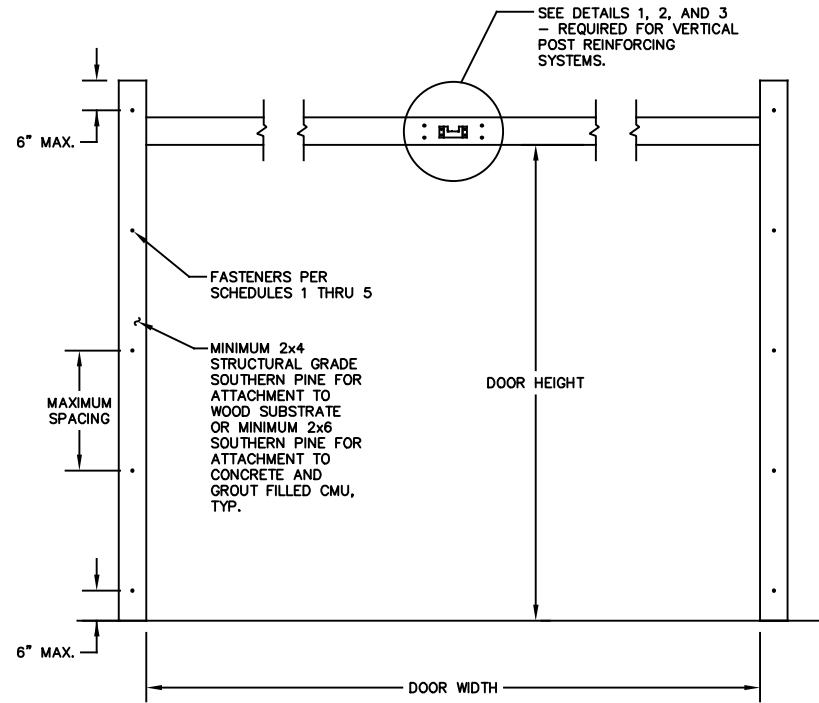 SEE DETAILS 1, 2, AND 3
– REQUIRED FOR VERTICAL
POST REINFORCING
SYSTEMS.
6" MAX.
FASTENERS PER
SCHEDULES 1 THRU 5
MINIMUM 2x4
STRUCTURAL GRADE
SOUTHERN PINE FOR
ATTACHMENT TO
WOOD SUBSTRATE
OR MINIMUM 2x6
SOUTHERN PINE FOR
ATTACHMENT TO
CONCRETE AND
GROUT FILLED CMU,
TYP.
MAXIMUM
SPACING
DOOR HEIGHT
6" MAX.
DOOR WIDTH